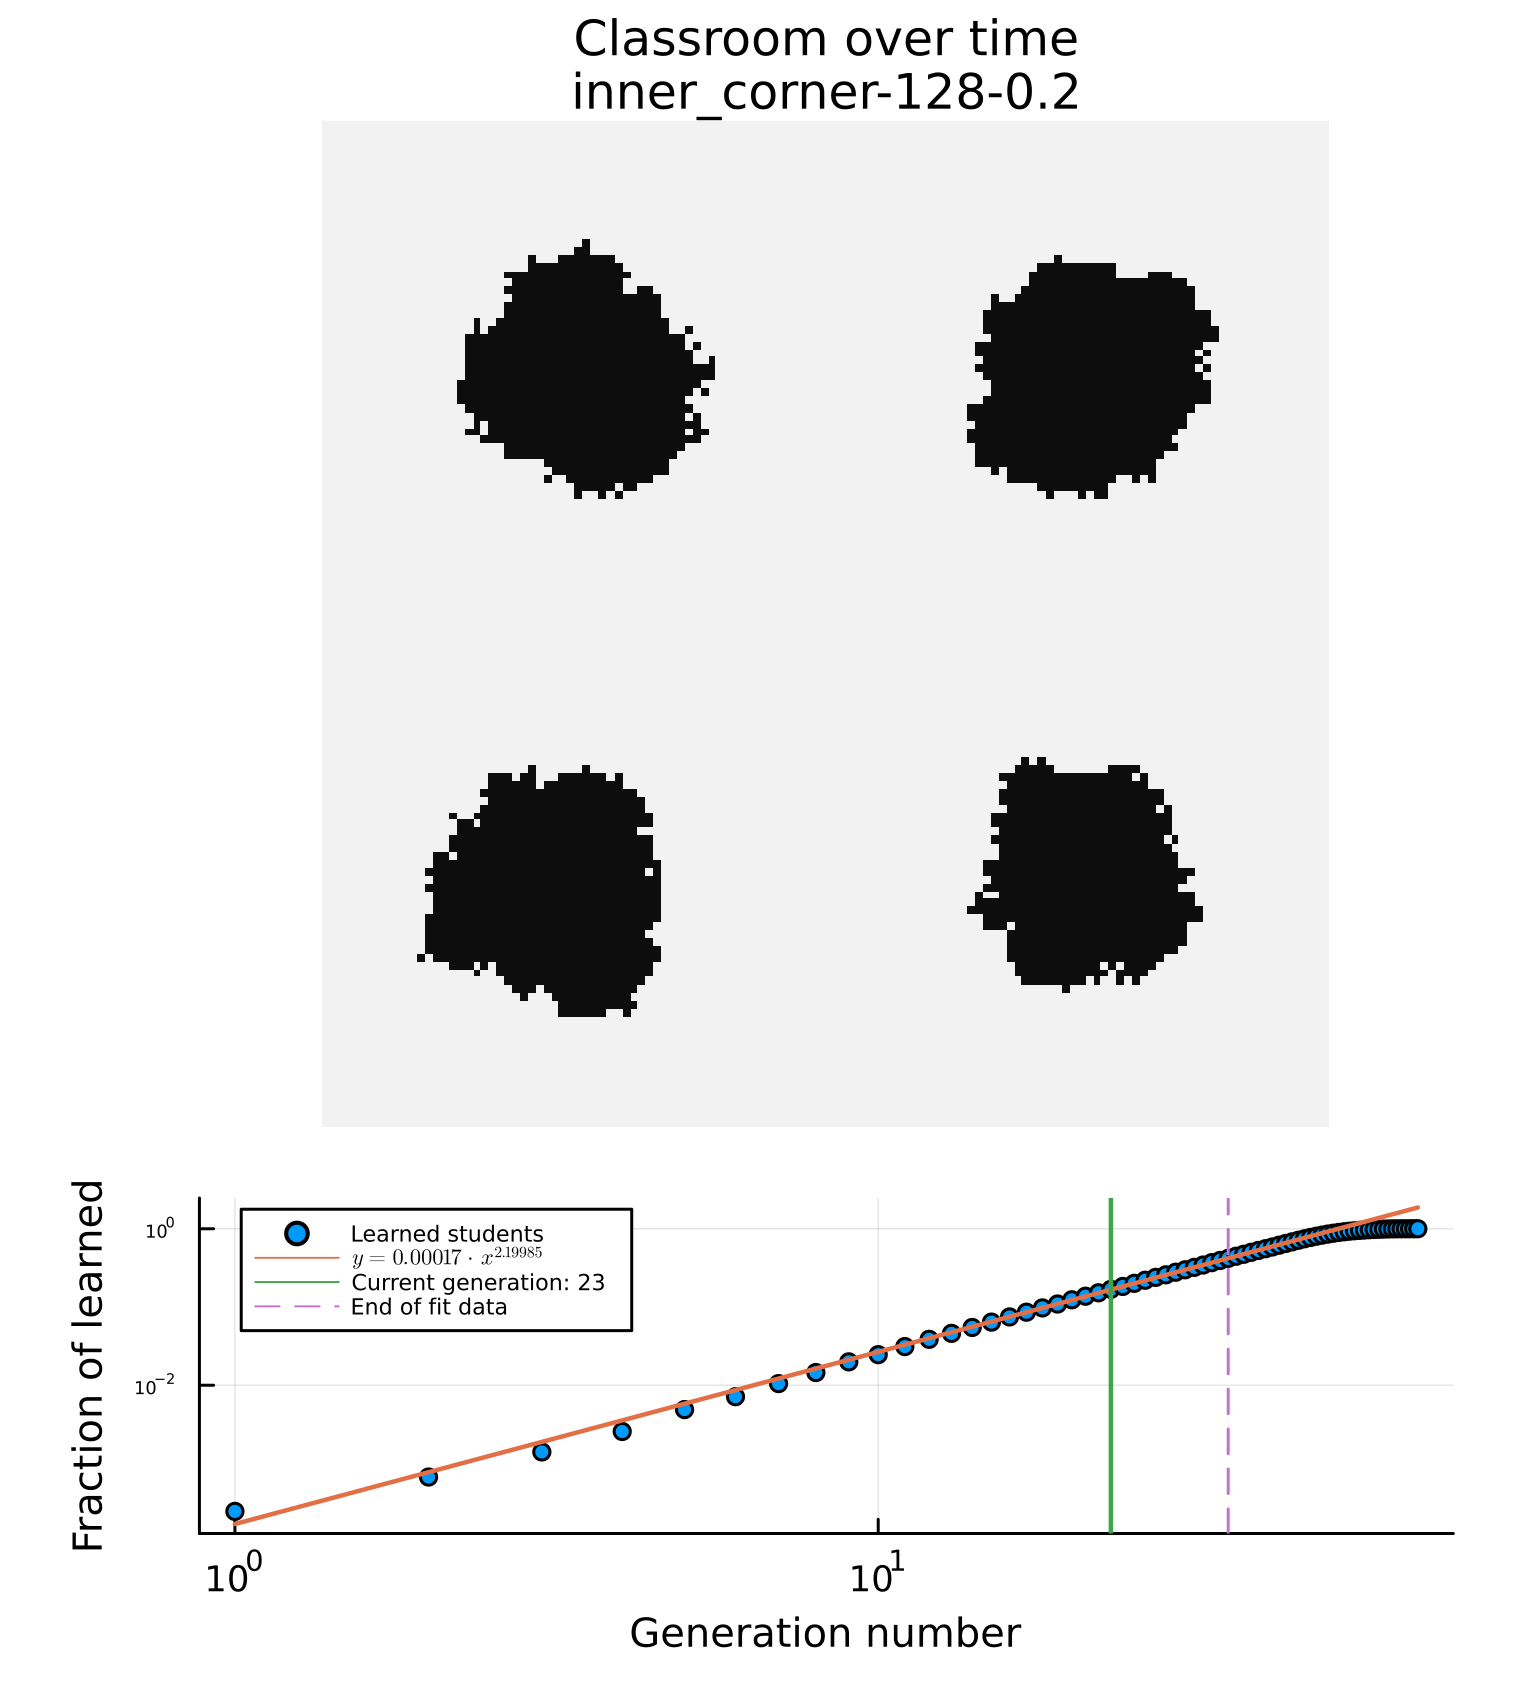 Classroom over time
inner_corner-128-0.2
Fraction of learned
10^0
10^-2
Learned students
y = 0.00017 · x^2.19985
Current generation: 23
End of fit data
10^0
10^1
Generation number